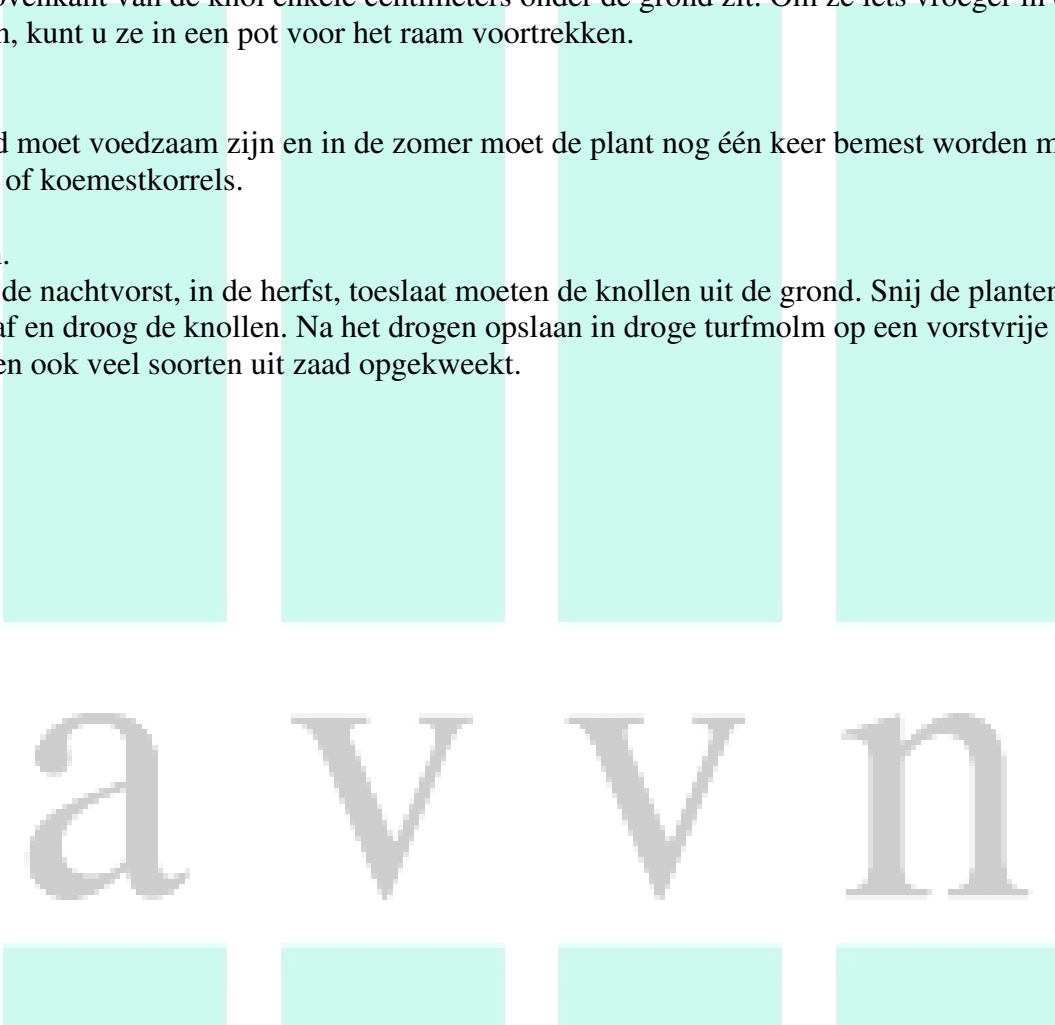 ovenkant van de knol enkele centimeters onder de grond zit. Om ze iets vroeger in
kunt u ze in een pot voor het raam voortrekken.
moet voedzaam zijn en in de zomer moet de plant nog één keer bemest worden
of koemestkorrels.
de nachtvorst, in de herfst, toeslaat moeten de knollen uit de grond. Snij de planten
af en droog de knollen. Na het drogen opslaan in droge turfmolm op een vorstvrije
en ook veel soorten uit zaad opgekweekt.
avvn